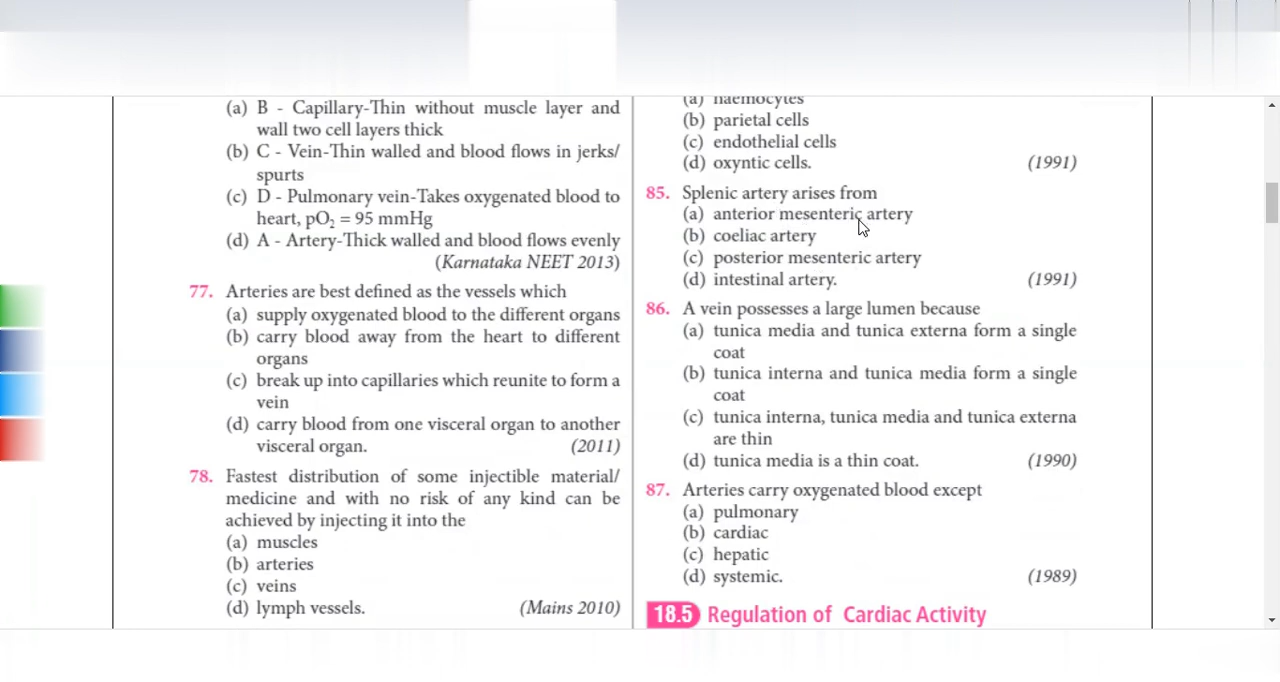 (a) B - Capillary-Thin without muscle layer and
wall two cell layers thick
(b) C - Vein-Thin walled and blood flows in jerks/
spurts
(c) D - Pulmonary vein-Takes oxygenated blood to
heart, pO₂ = 95 mmHg
(d) A - Artery-Thick walled and blood flows evenly
(Karnataka NEET 2013)
77. Arteries are best defined as the vessels which
(a) supply oxygenated blood to the different organs
(b) carry blood away from the heart to different
organs
(c) break up into capillaries which reunite to form a
vein
(d) carry blood from one visceral organ to another
visceral organ. (2011)
78. Fastest distribution of some injectible material/
medicine and with no risk of any kind can be
achieved by injecting it into the
(a) muscles
(b) arteries
(c) veins
(d) lymph vessels. (Mains 2010)
(a) haemocytes
(b) parietal cells
(c) endothelial cells
(d) oxyntic cells. (1991)
85. Splenic artery arises from
(a) anterior mesenteric artery
(b) coeliac artery
(c) posterior mesenteric artery
(d) intestinal artery. (1991)
86. A vein possesses a large lumen because
(a) tunica media and tunica externa form a single
coat
(b) tunica interna and tunica media form a single
coat
(c) tunica interna, tunica media and tunica externa
are thin
(d) tunica media is a thin coat. (1990)
87. Arteries carry oxygenated blood except
(a) pulmonary
(b) cardiac
(c) hepatic
(d) systemic. (1989)
18.5 Regulation of Cardiac Activity